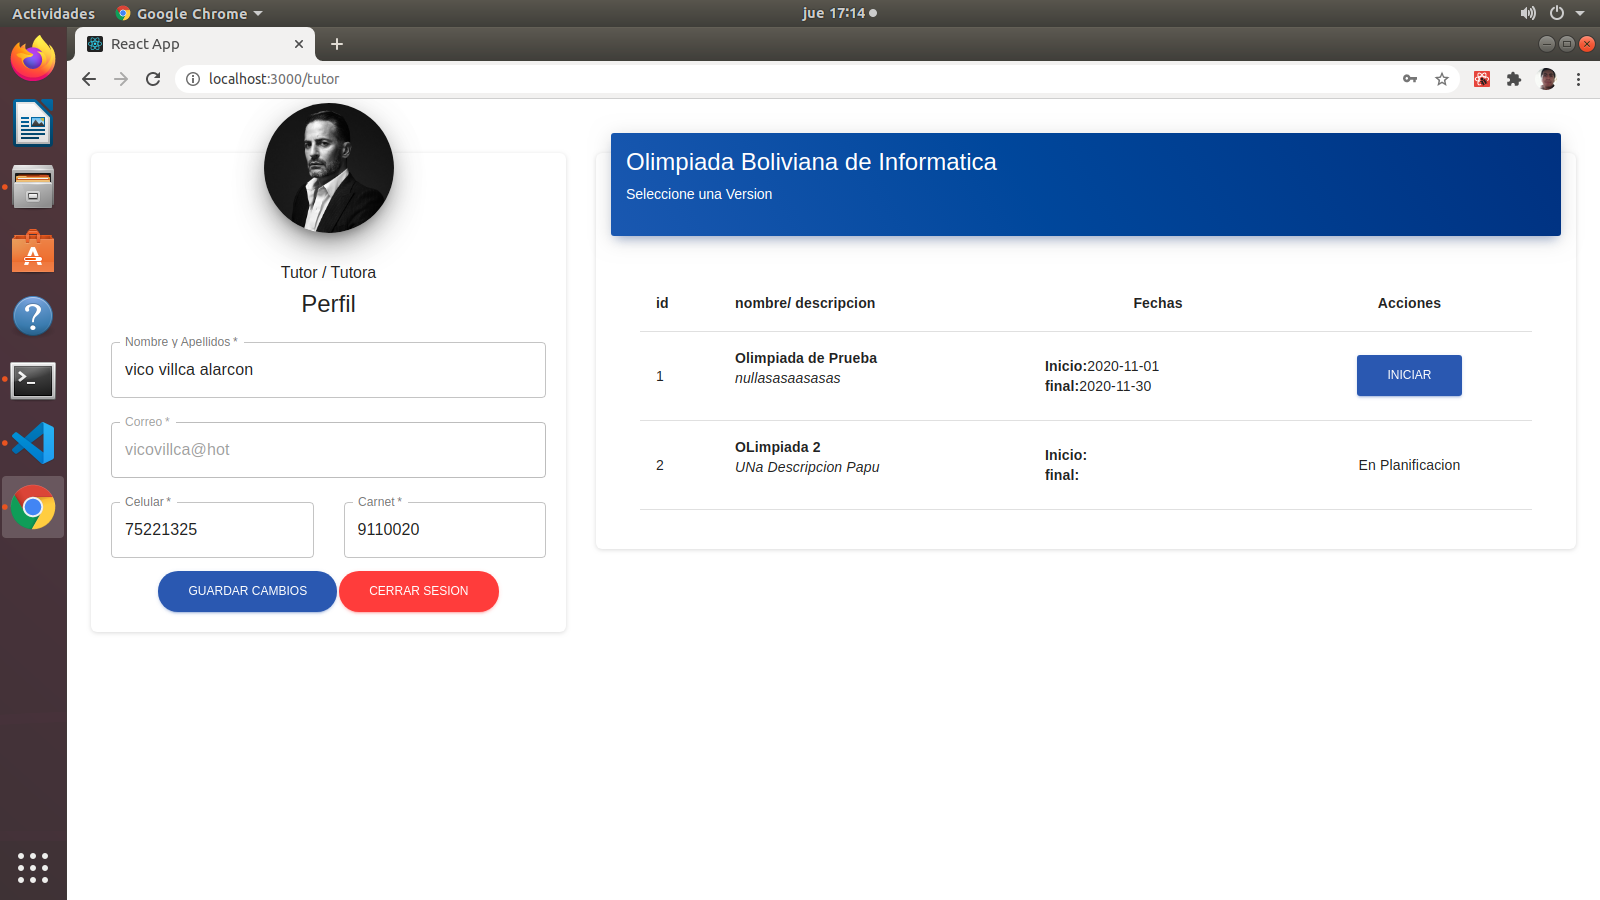 Actividades
Google Chrome
jue 17:14
React App
localhost:3000/tutor
Tutor / Tutora
Perfil
Nombre y Apellidos *
vico villca alarcon
Correo *
vicovillca@hot
Celular *
75221325
Carnet *
9110020
GUARDAR CAMBIOS
CERRAR SESION
Olimpiada Boliviana de Informatica
Seleccione una Version
id nombre/ descripcion Fechas Acciones
1
Olimpiada de Prueba
nullasasaasasas
Inicio:2020-11-01
final:2020-11-30
INICIAR
2
OLimpiada 2
UNa Descripcion Papu
Inicio:
final:
En Planificacion